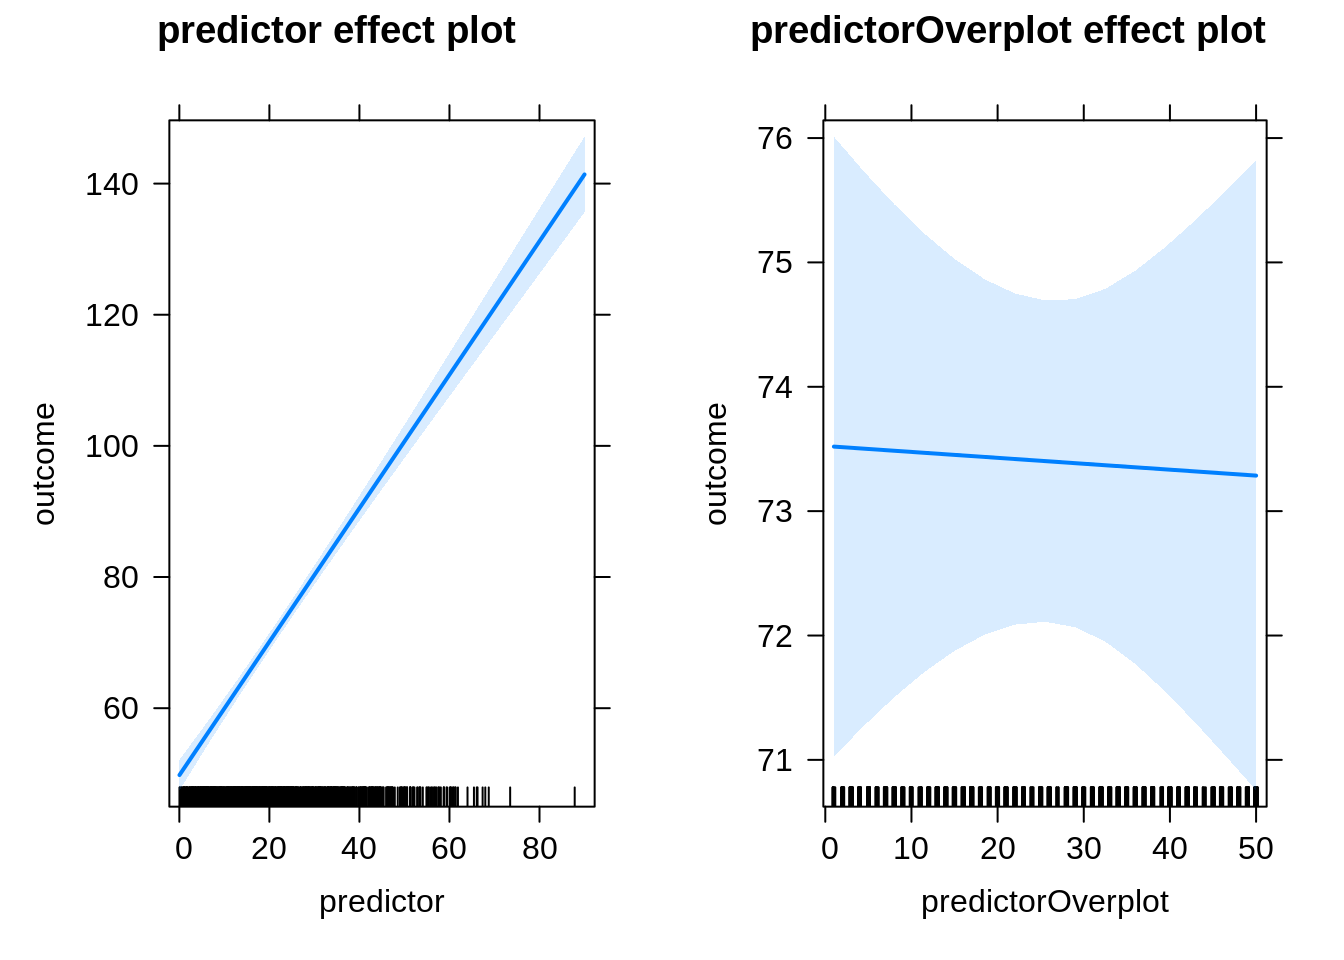 predictor effect plot
140
120
100
80
60
outcome
0 20 40 60 80
predictor
predictorOverplot effect plot
76
75
74
73
72
71
outcome
0 10 20 30 40 50
predictorOverplot